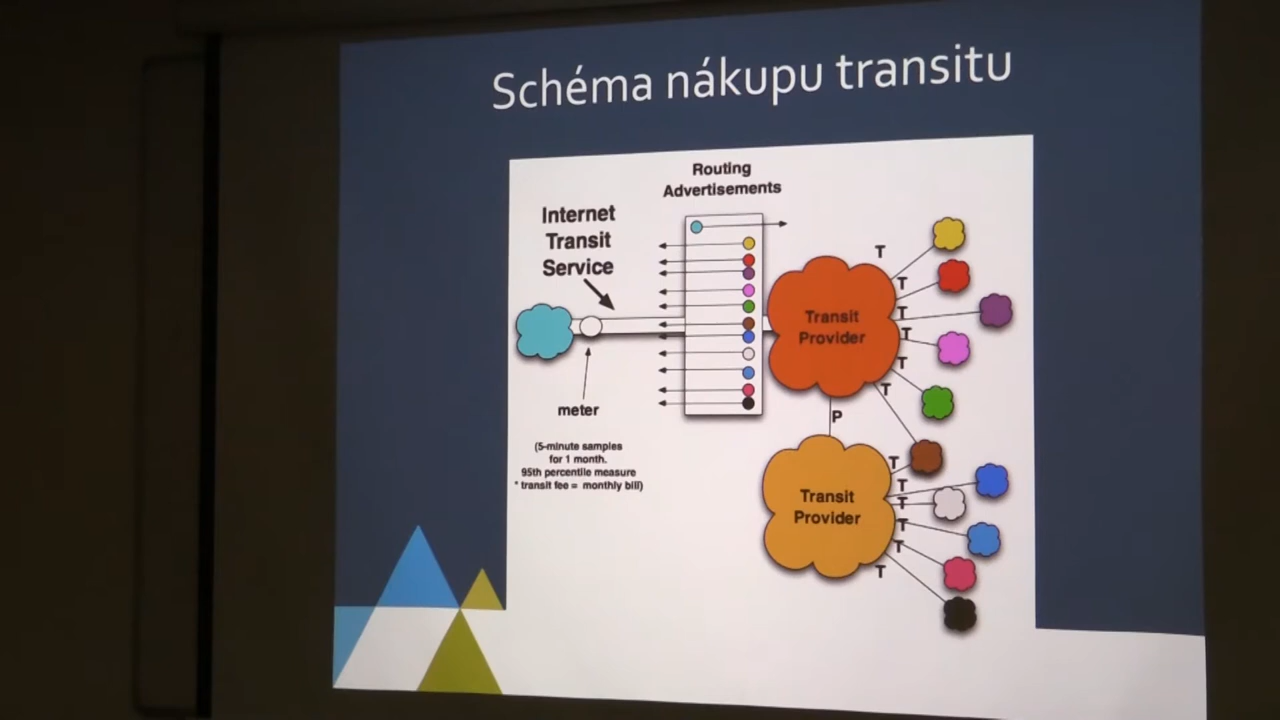 Schéma nákupu transitu
Routing
Advertisements
Internet
Transit
Service
meter
(5-minute samples
for 1 month.
95th percentile measure
* transit fee = monthly bill)
Transit
Provider
P
Transit
Provider
T
T
T
T
T
T
T
T
T
T
T
T